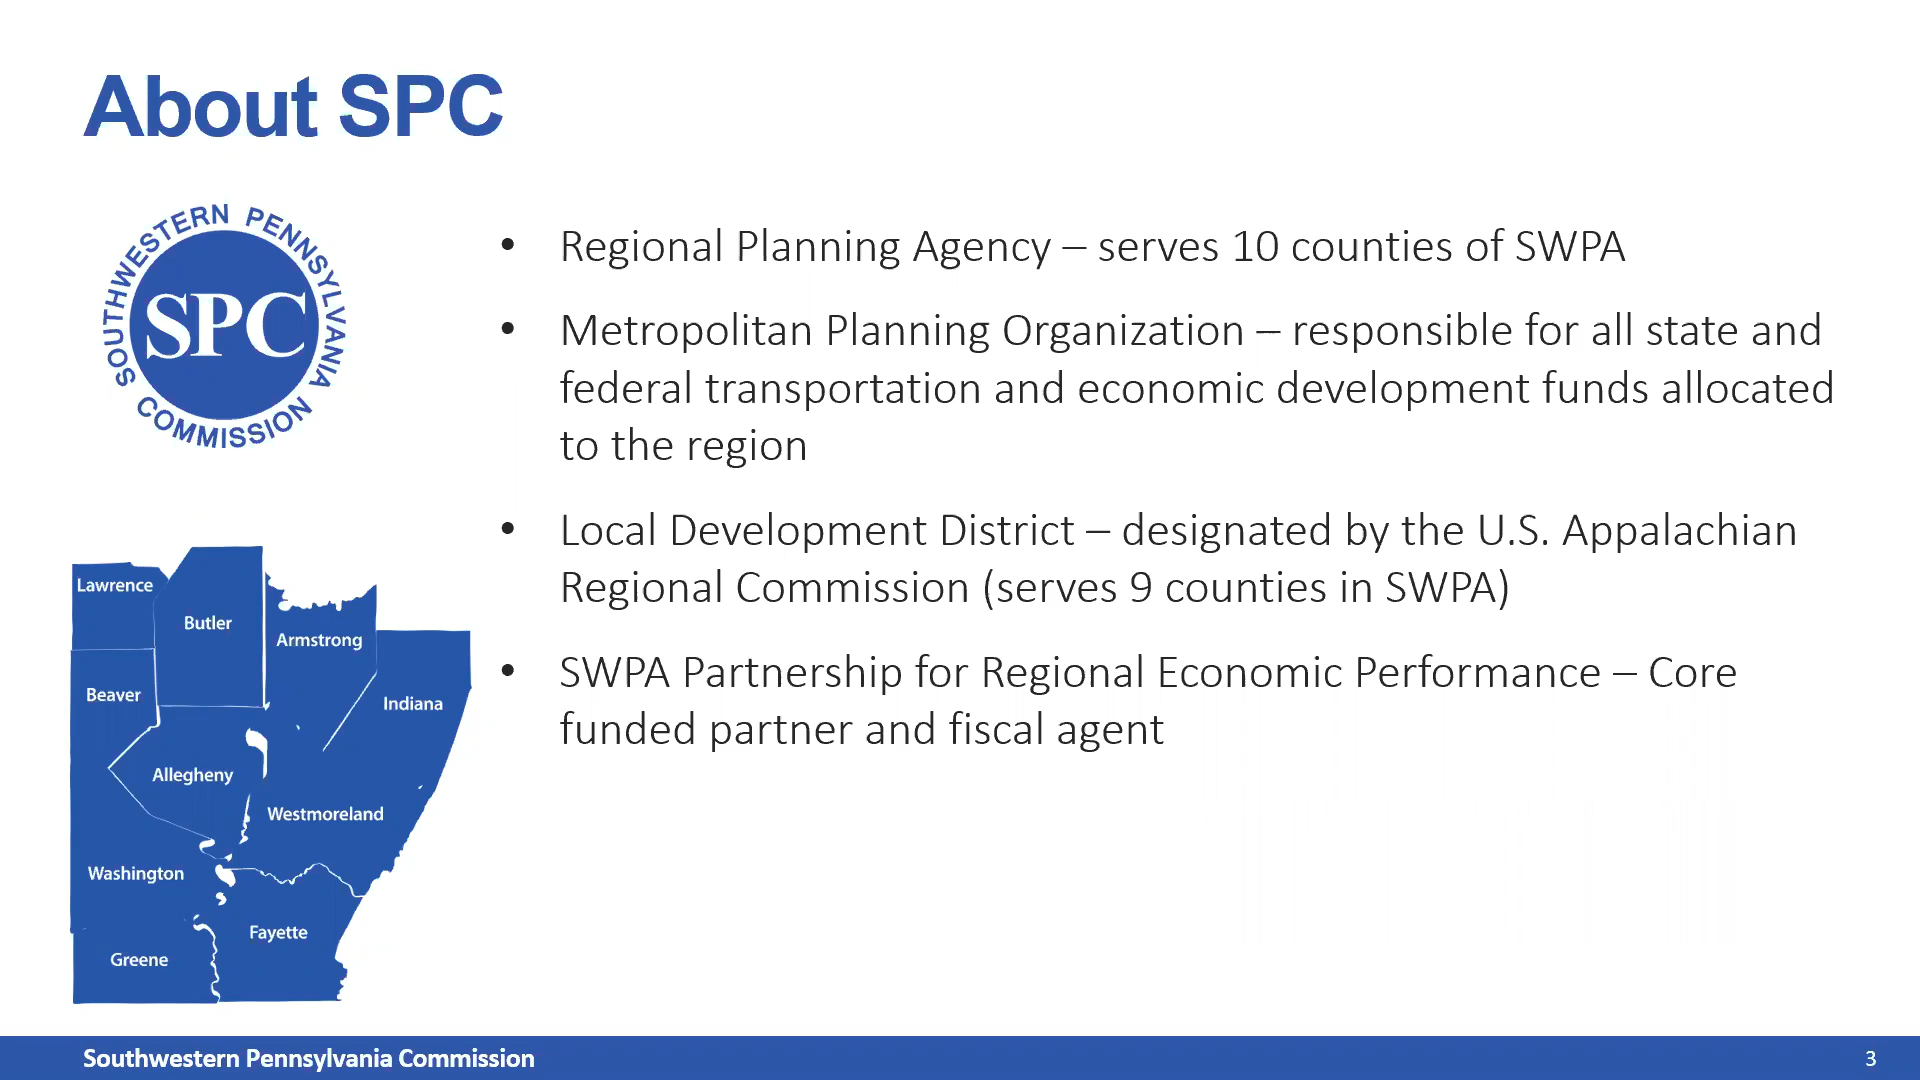 About SPC
SOUTHWESTERN PENNSYLVANIA
COMMISSION
SPC
• Regional Planning Agency – serves 10 counties of SWPA
• Metropolitan Planning Organization – responsible for all state and
federal transportation and economic development funds allocated
to the region
• Local Development District – designated by the U.S. Appalachian
Regional Commission (serves 9 counties in SWPA)
• SWPA Partnership for Regional Economic Performance – Core
funded partner and fiscal agent
Lawrence
Butler
Armstrong
Beaver
Indiana
Allegheny
Westmoreland
Washington
Fayette
Greene
Southwestern Pennsylvania Commission
3